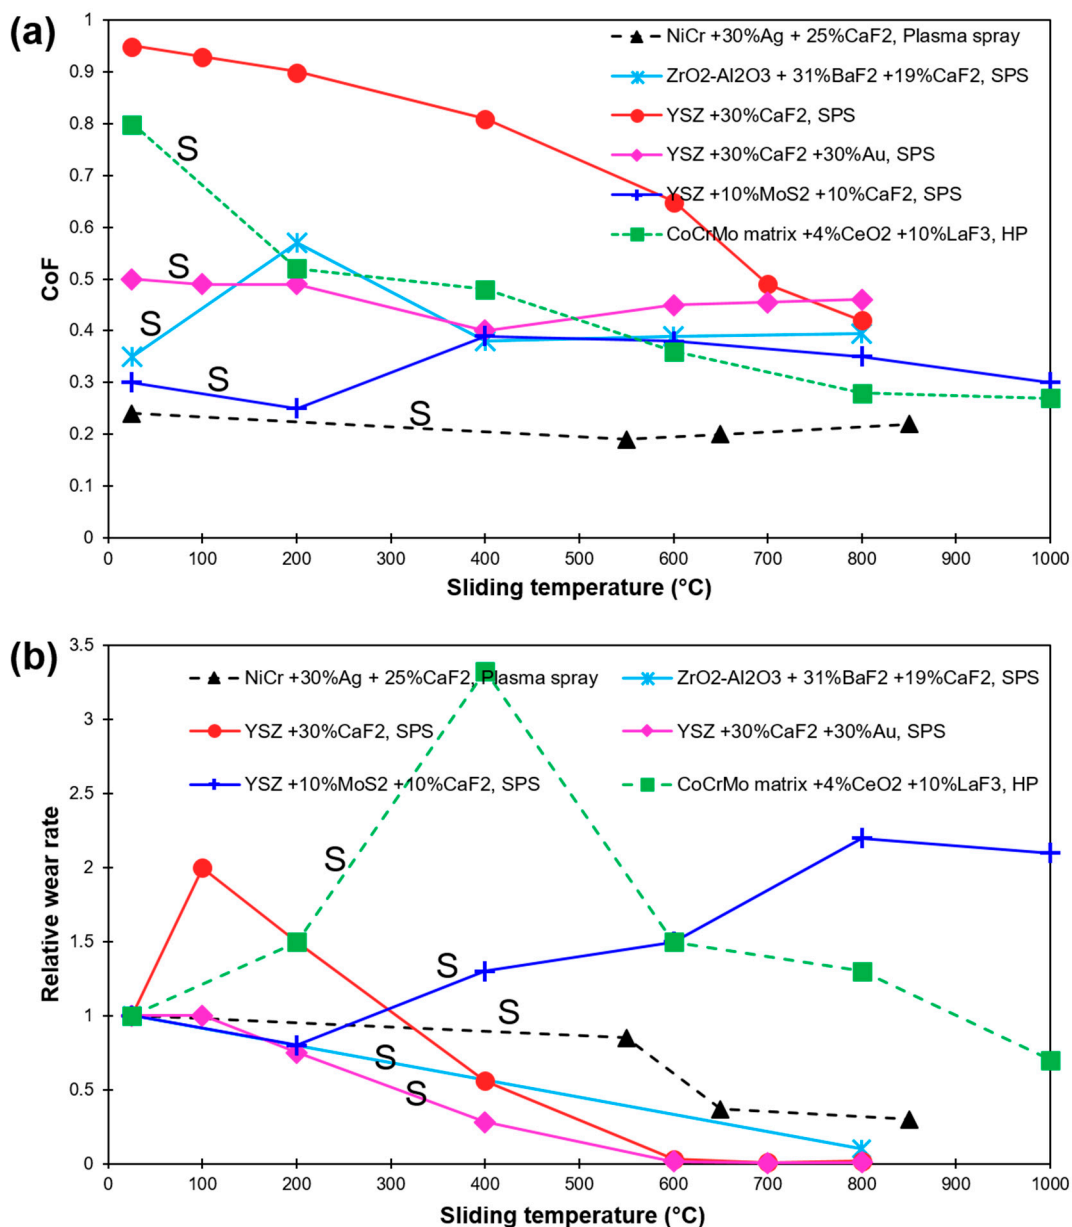 (a)
1
0.9
0.8
0.7
0.6
0.5
0.4
0.3
0.2
0.1
0
CoF
NiCr +30%Ag + 25%CaF2, Plasma spray
ZrO2-Al2O3 + 31%BaF2 +19%CaF2, SPS
YSZ +30%CaF2, SPS
YSZ +30%CaF2 +30%Au, SPS
YSZ +10%MoS2 +10%CaF2, SPS
CoCrMo matrix +4%CeO2 +10%LaF3, HP
S
S
S
S
S
0 100 200 300 400 500 600 700 800 900 1000
Sliding temperature (°C)
(b)
3.5
3
2.5
2
1.5
1
0.5
0
Relative wear rate
NiCr +30%Ag + 25%CaF2, Plasma spray
ZrO2-Al2O3 + 31%BaF2 +19%CaF2, SPS
YSZ +30%CaF2, SPS
YSZ +30%CaF2 +30%Au, SPS
YSZ +10%MoS2 +10%CaF2, SPS
CoCrMo matrix +4%CeO2 +10%LaF3, HP
S
S
S
S
S
0 100 200 300 400 500 600 700 800 900 1000
Sliding temperature (°C)